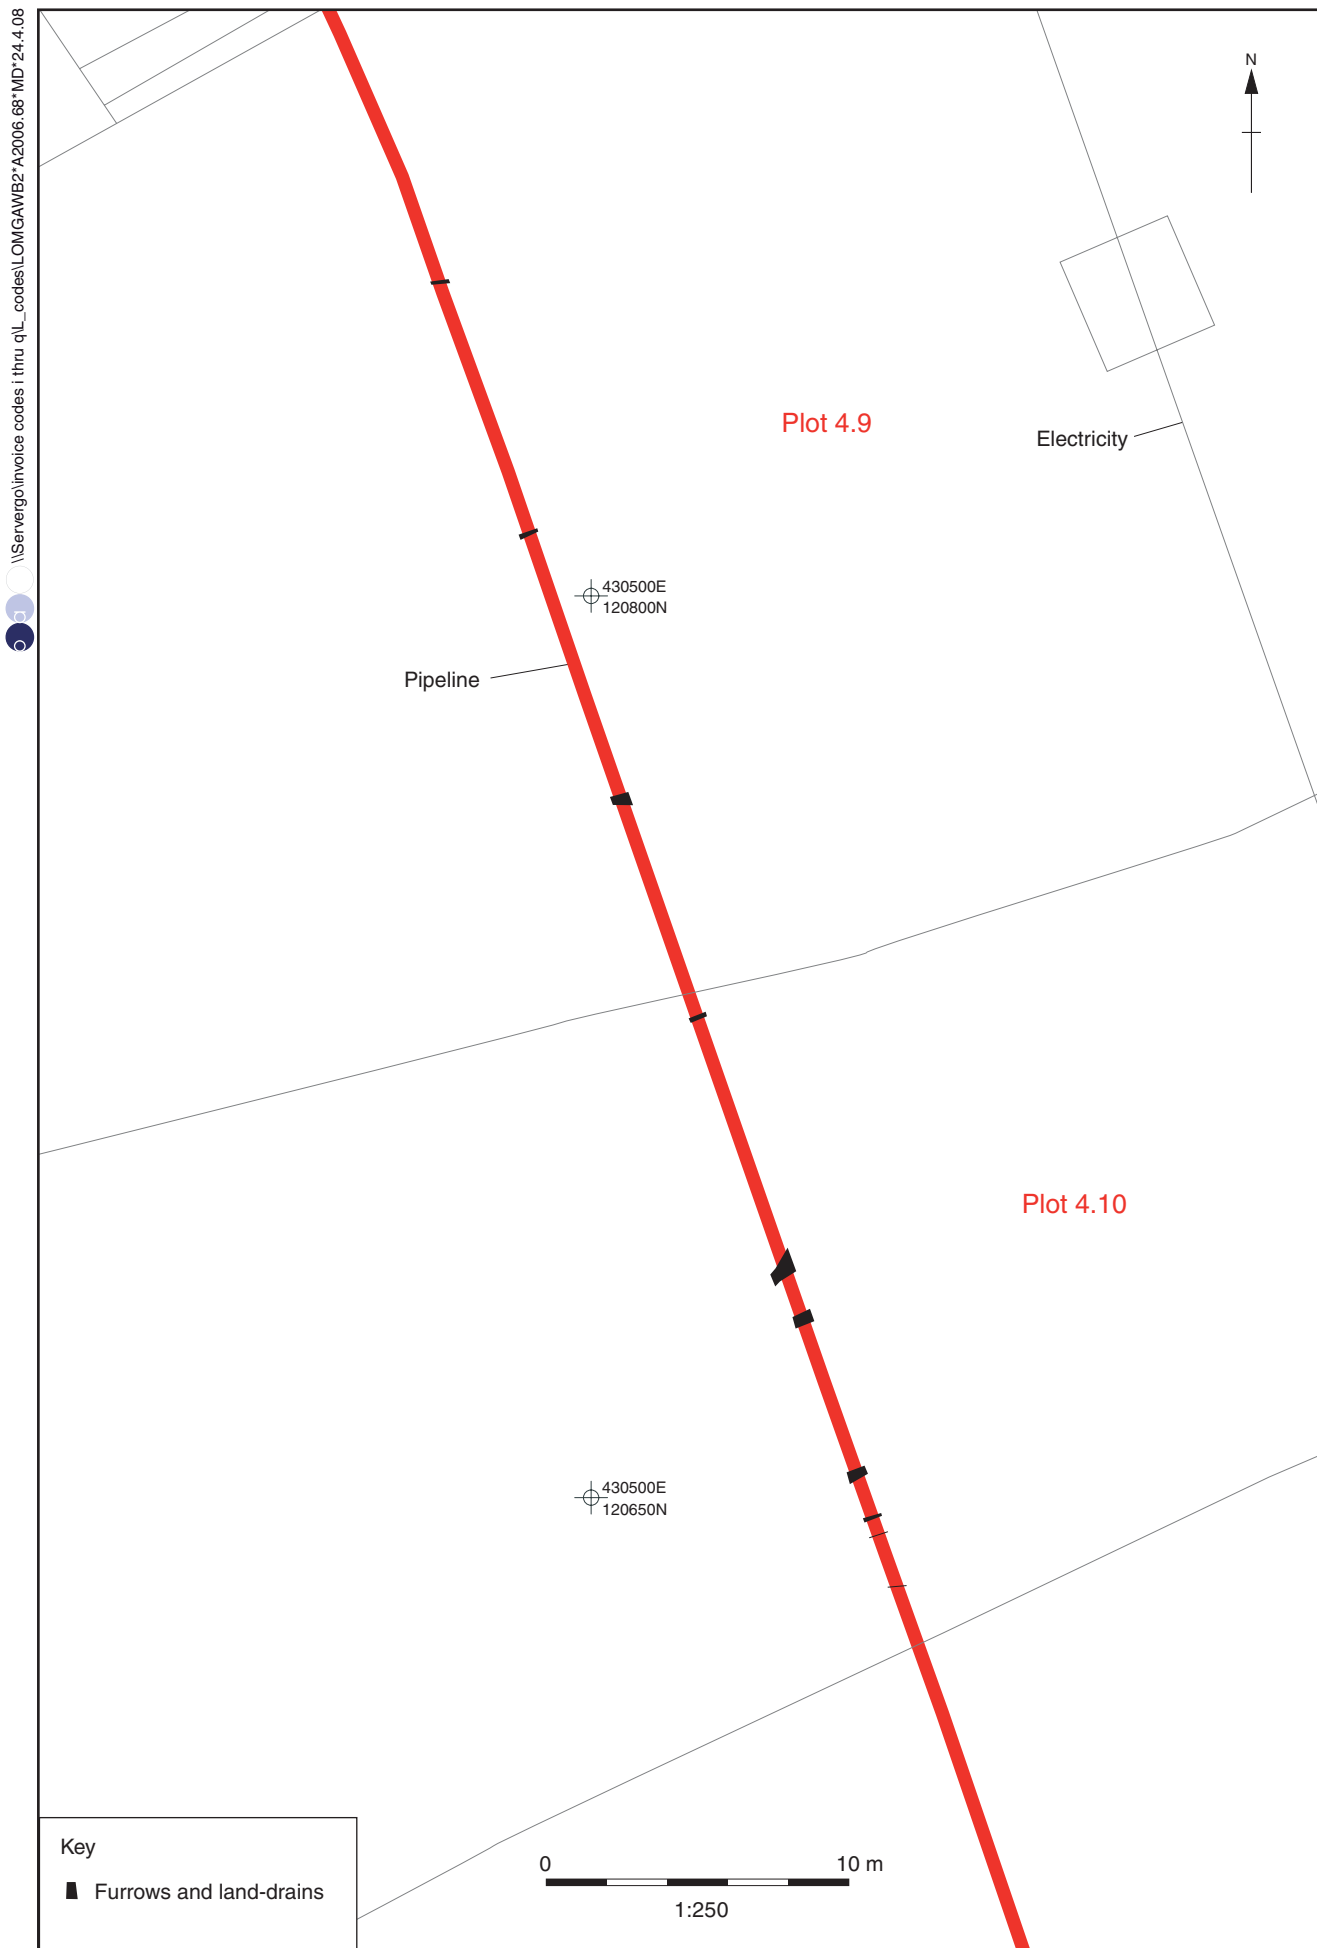 \\Servergo\invoice codes i thru q\L_codes\LOMGAWB2*A2006.68*MD*24.4.08
N
Plot 4.9
Electricity
430500E
120800N
Pipeline
Plot 4.10
430500E
120650N
Key
Furrows and land-drains
0 10 m
1:250